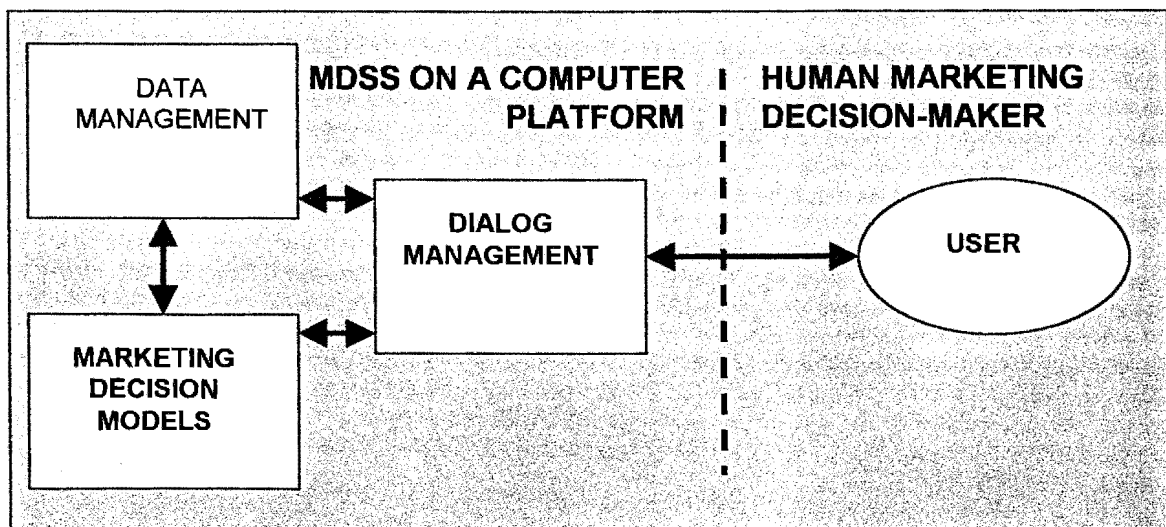 DATA
MANAGEMENT
MDSS ON A COMPUTER
PLATFORM
HUMAN MARKETING
DECISION-MAKER
DIALOG
MANAGEMENT
USER
MARKETING
DECISION
MODELS